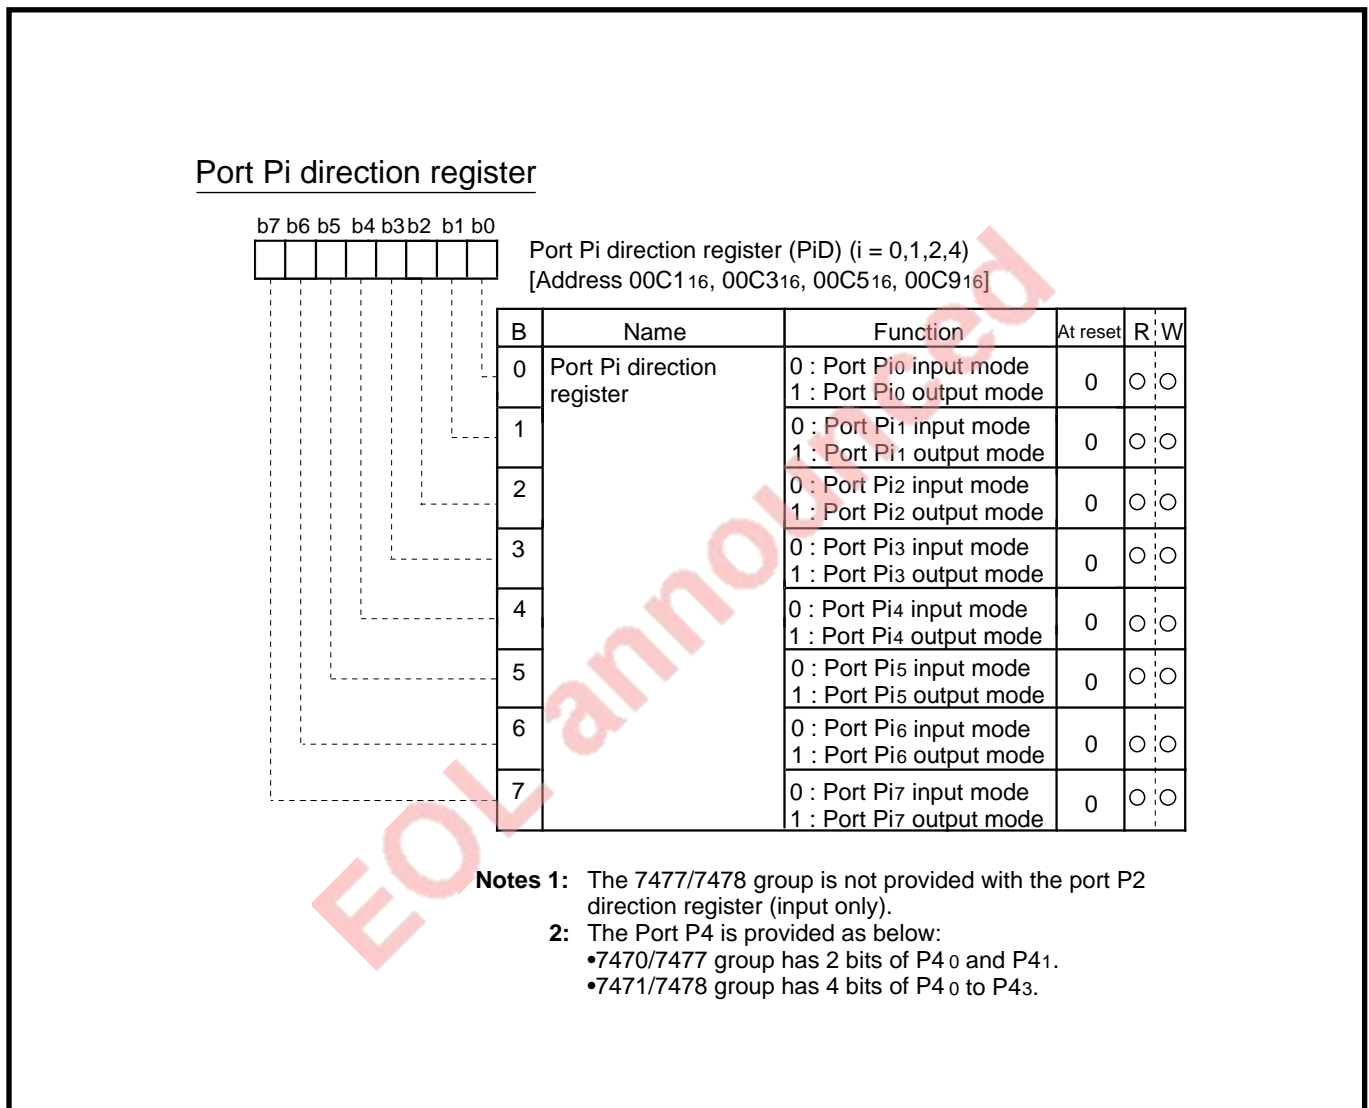 Port Pi direction register
b7 b6 b5 b4 b3 b2 b1 b0
Port Pi direction register (PiD) (i = 0,1,2,4)
[Address 00C116, 00C316, 00C516, 00C916]
B Name Function At reset R W
0 Port Pi direction register 0 : Port Pi0 input mode
1 : Port Pi0 output mode 0 ○ ○
1 0 : Port Pi1 input mode
1 : Port Pi1 output mode 0 ○ ○
2 0 : Port Pi2 input mode
1 : Port Pi2 output mode 0 ○ ○
3 0 : Port Pi3 input mode
1 : Port Pi3 output mode 0 ○ ○
4 0 : Port Pi4 input mode
1 : Port Pi4 output mode 0 ○ ○
5 0 : Port Pi5 input mode
1 : Port Pi5 output mode 0 ○ ○
6 0 : Port Pi6 input mode
1 : Port Pi6 output mode 0 ○ ○
7 0 : Port Pi7 input mode
1 : Port Pi7 output mode 0 ○ ○
Notes 1: The 7477/7478 group is not provided with the port P2
direction register (input only).
2: The Port P4 is provided as below:
•7470/7477 group has 2 bits of P40 and P41.
•7471/7478 group has 4 bits of P40 to P43.
EOL announced